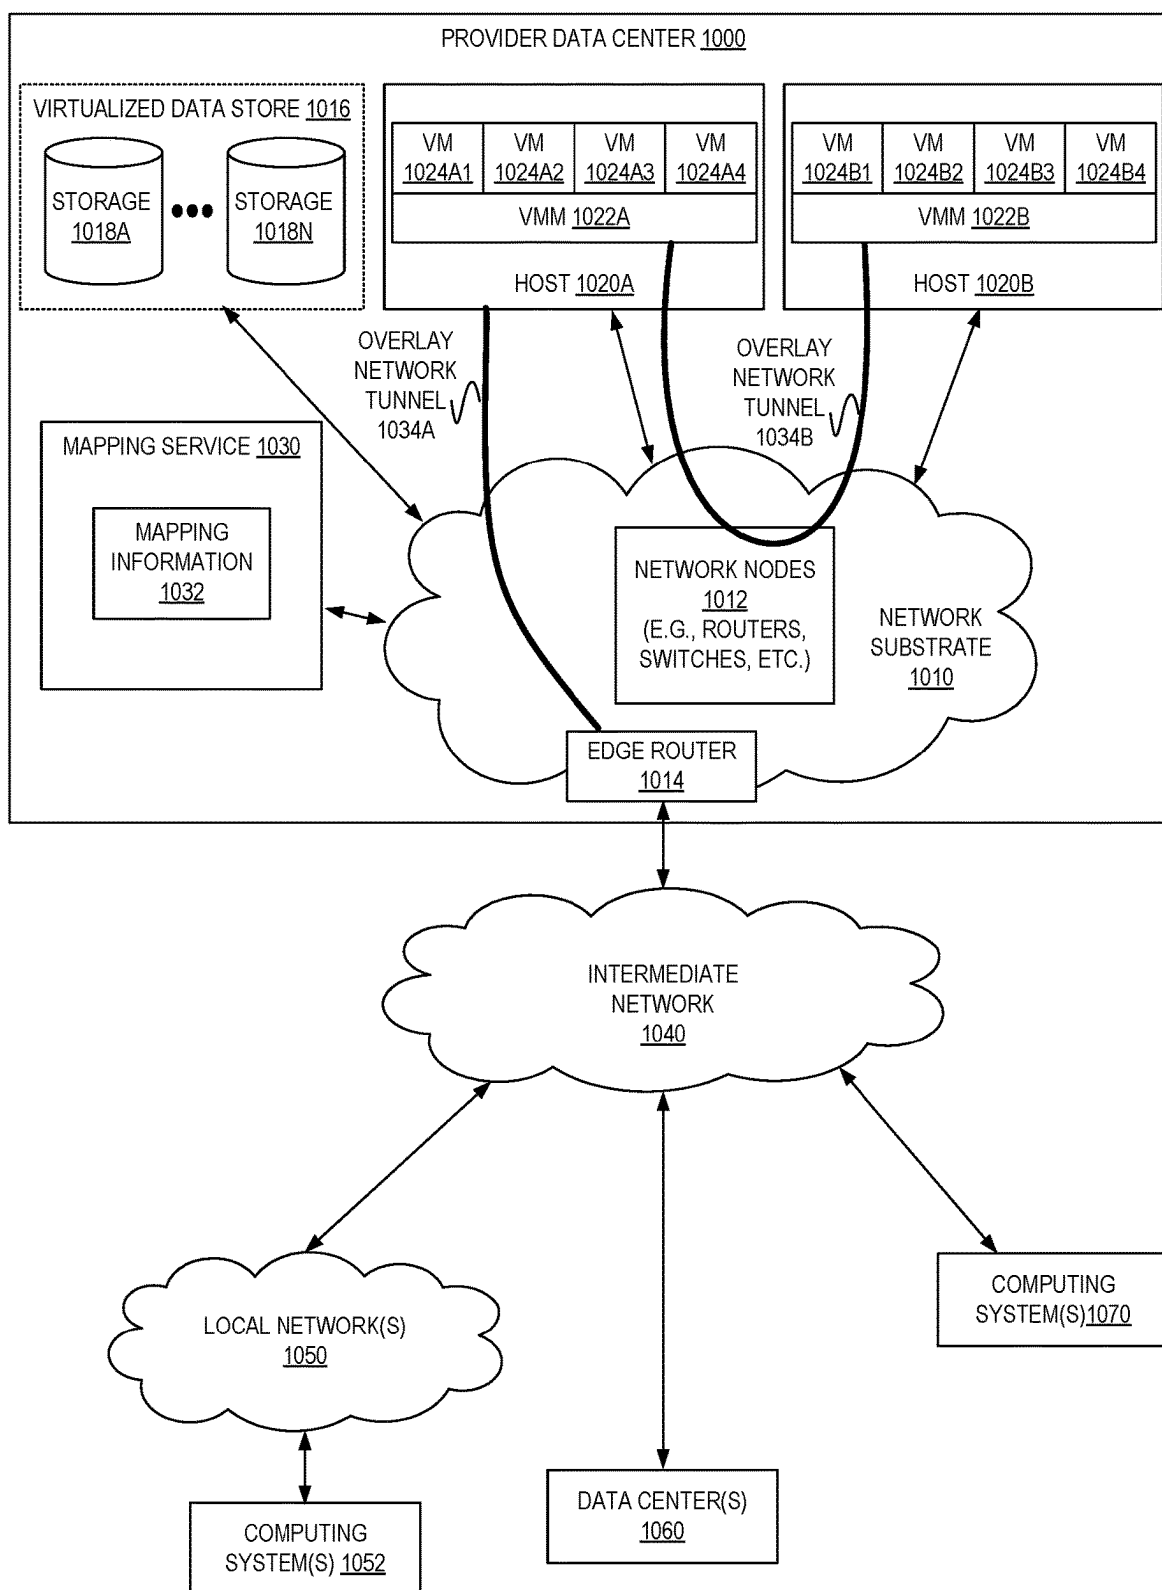 PROVIDER DATA CENTER 1000
VIRTUALIZED DATA STORE 1016
STORAGE
1018A
STORAGE
1018N
VM
1024A1
VM
1024A2
VM
1024A3
VM
1024A4
VMM 1022A
HOST 1020A
VM
1024B1
VM
1024B2
VM
1024B3
VM
1024B4
VMM 1022B
HOST 1020B
OVERLAY
NETWORK
TUNNEL
1034A
OVERLAY
NETWORK
TUNNEL
1034B
MAPPING SERVICE 1030
MAPPING
INFORMATION
1032
NETWORK NODES
1012
(E.G., ROUTERS,
SWITCHES, ETC.)
NETWORK
SUBSTRATE
1010
EDGE ROUTER
1014
INTERMEDIATE
NETWORK
1040
LOCAL NETWORK(S)
1050
COMPUTING
SYSTEM(S)1070
DATA CENTER(S)
1060
COMPUTING
SYSTEM(S) 1052